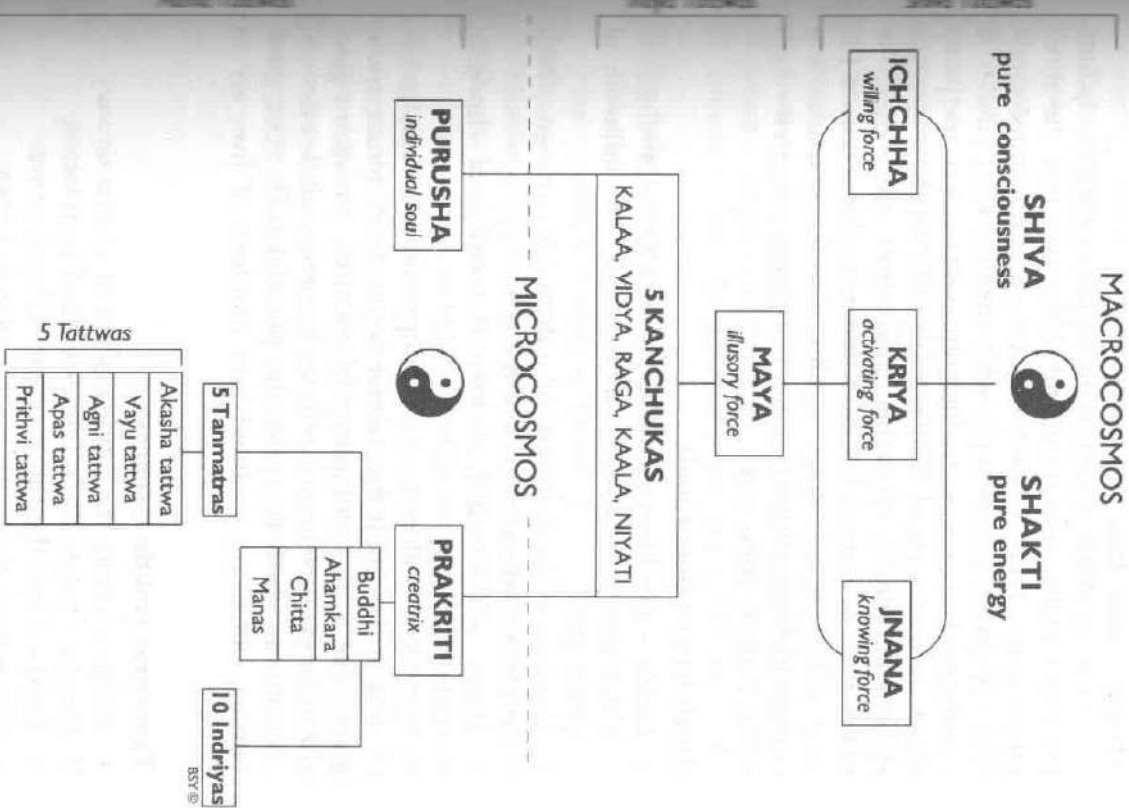 MACROCOSMOS
SHIVA
pure consciousness
SHAKTI
pure energy
ICHCHHA
willing force
KRIYA
activating force
JNANA
knowing force
MAYA
illusory force
5 KANCHUKAS
KALAA, VIDYA, RAGA, KAALA, NIYATI
MICROCOSMOS
PURUSHA
individual soul
PRAKRITI
creatrix
Buddhi
Ahamkara
Chitta
Manas
5 Tanmatras
10 Indriyas
BSY ©
5 Tattwas
Akasha tattwa
Vayu tattwa
Agni tattwa
Apas tattwa
Prithvi tattwa